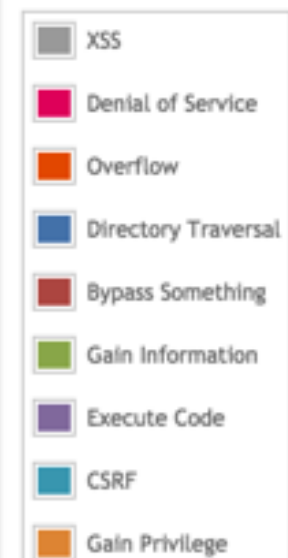 XSS
Denial of Service
Overflow
Directory Traversal
Bypass Something
Gain Information
Execute Code
CSRF
Gain Privilege